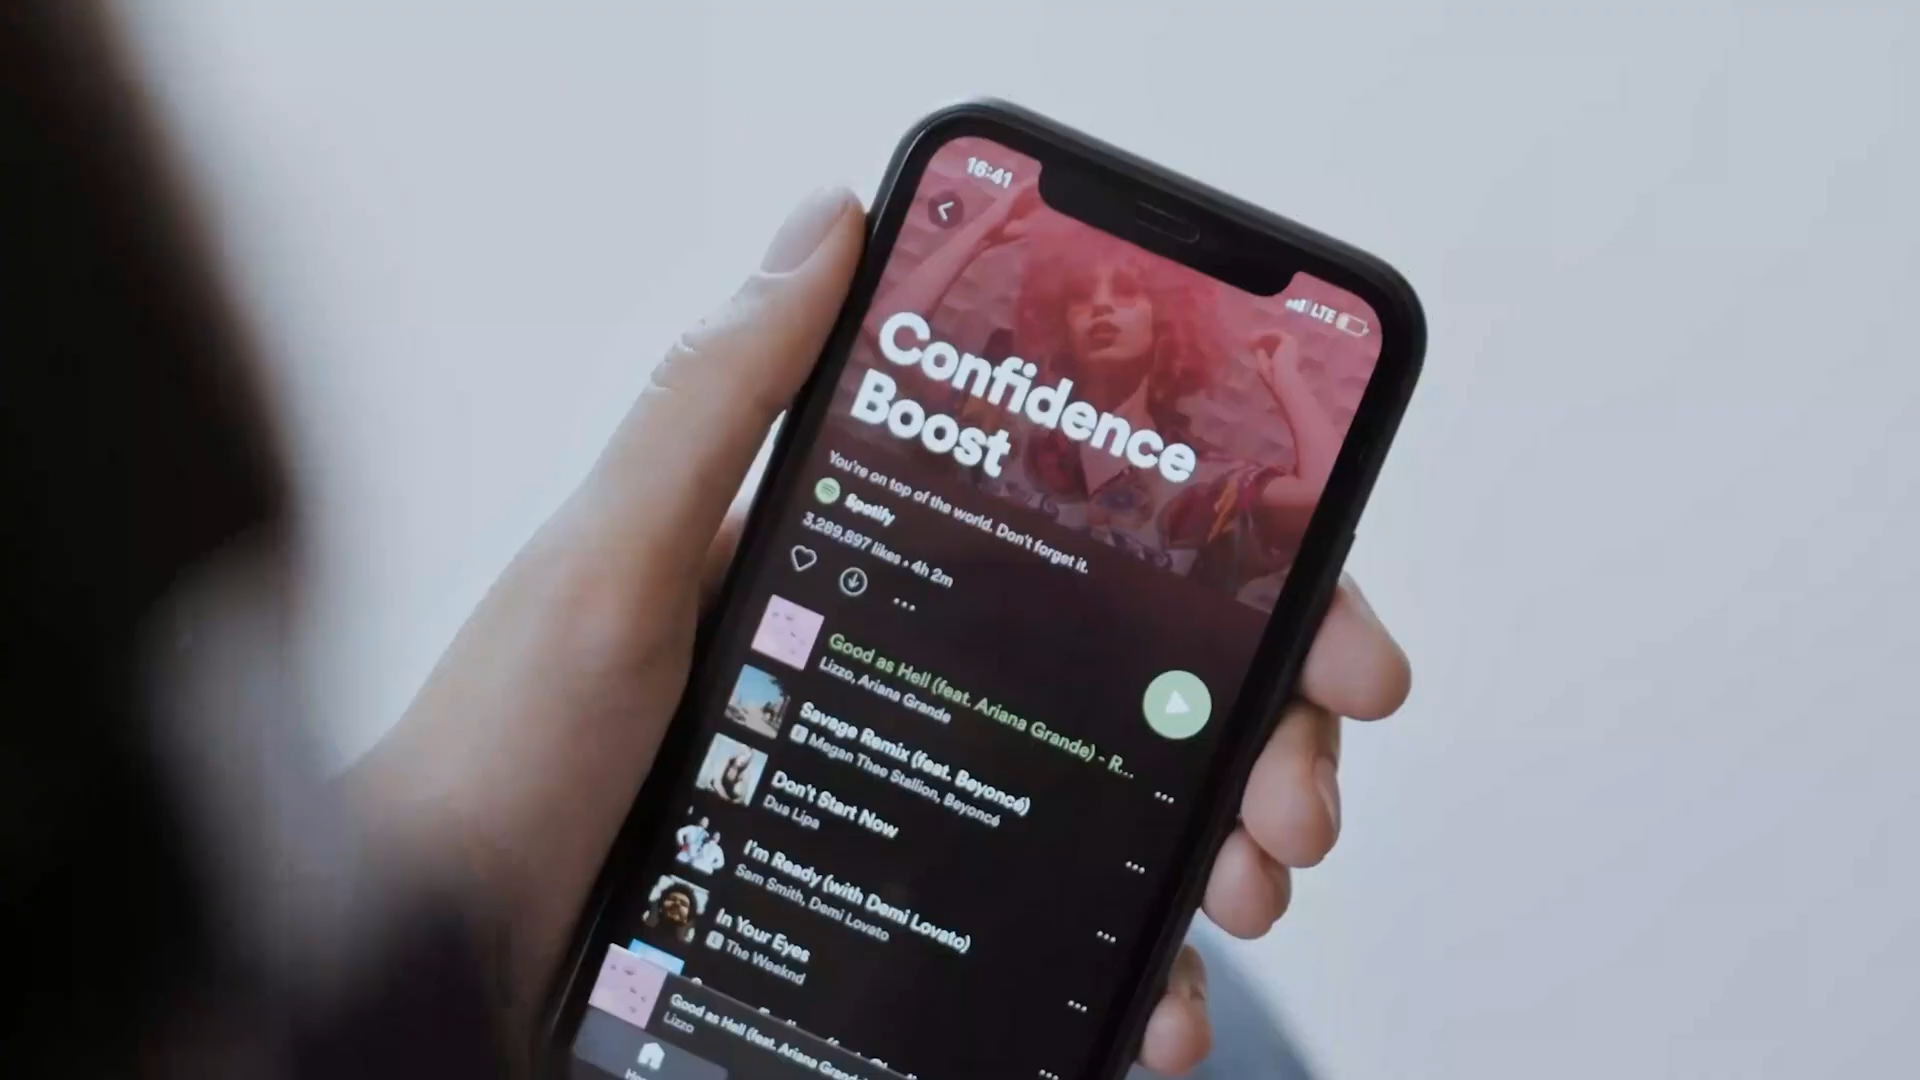 16:41
LTE
Confidence
Boost
You're on top of the world. Don't forget it.
Spotify
3,289,897 likes • 4h 2m
Good as Hell (feat. Ariana Grande) - R...
Lizzo, Ariana Grande
Savage Remix (feat. Beyoncé)
E Megan Thee Stallion, Beyoncé
Don't Start Now
Dua Lipa
I'm Ready (with Demi Lovato)
Sam Smith, Demi Lovato
In Your Eyes
E The Weeknd
Good as Hell (feat. Ariana Grand
Lizzo